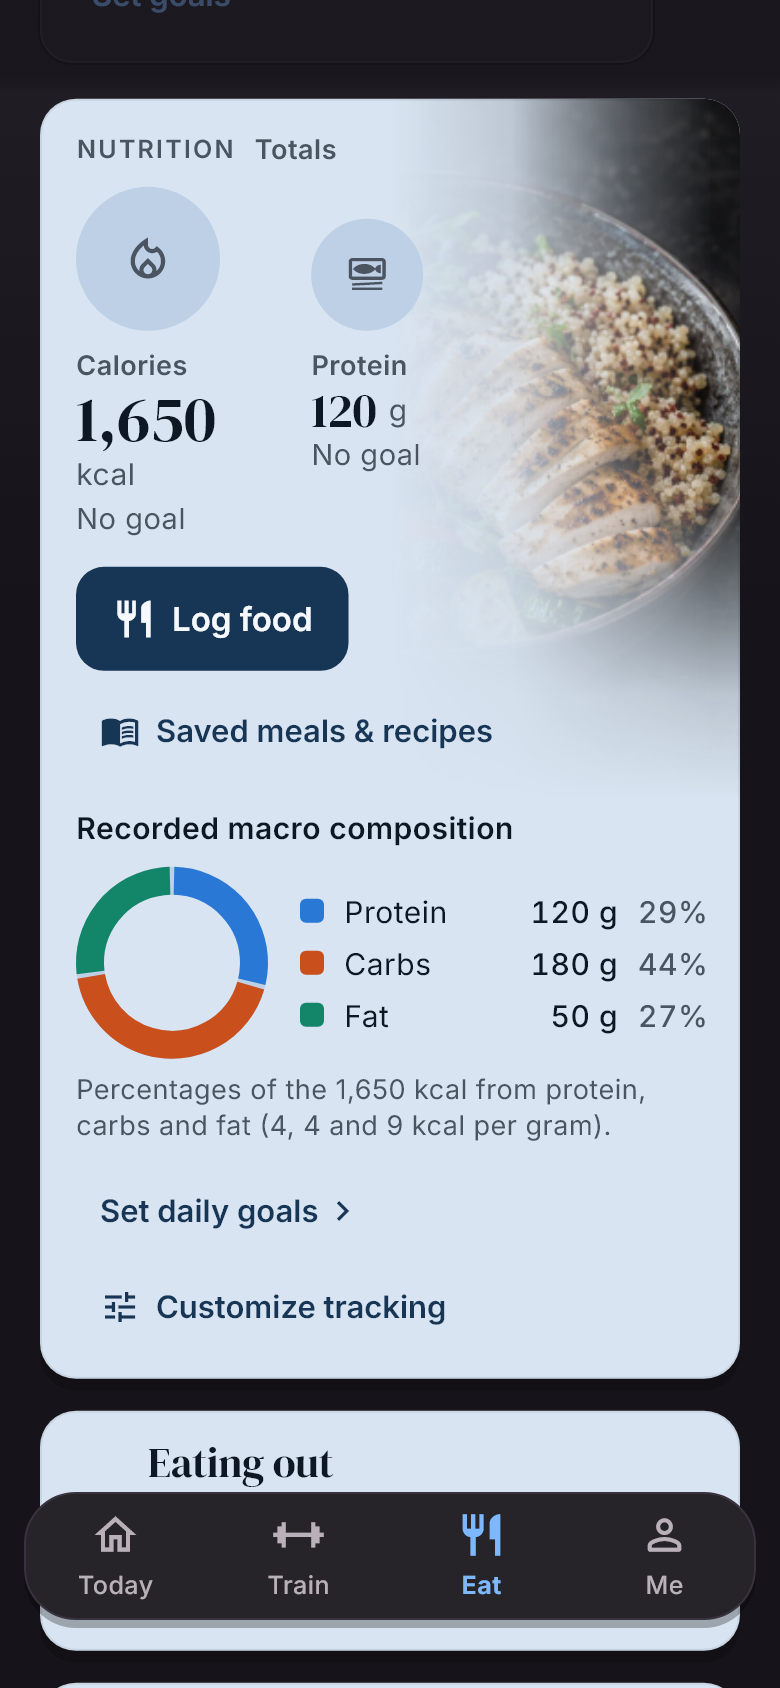 Set goals
NUTRITION Totals
Calories
1,650
kcal
No goal
Protein
120 g
No goal
Log food
Saved meals & recipes
Recorded macro composition
Protein 120 g 29%
Carbs 180 g 44%
Fat 50 g 27%
Percentages of the 1,650 kcal from protein,
carbs and fat (4, 4 and 9 kcal per gram).
Set daily goals
Customize tracking
Eating out
Today Train Eat Me